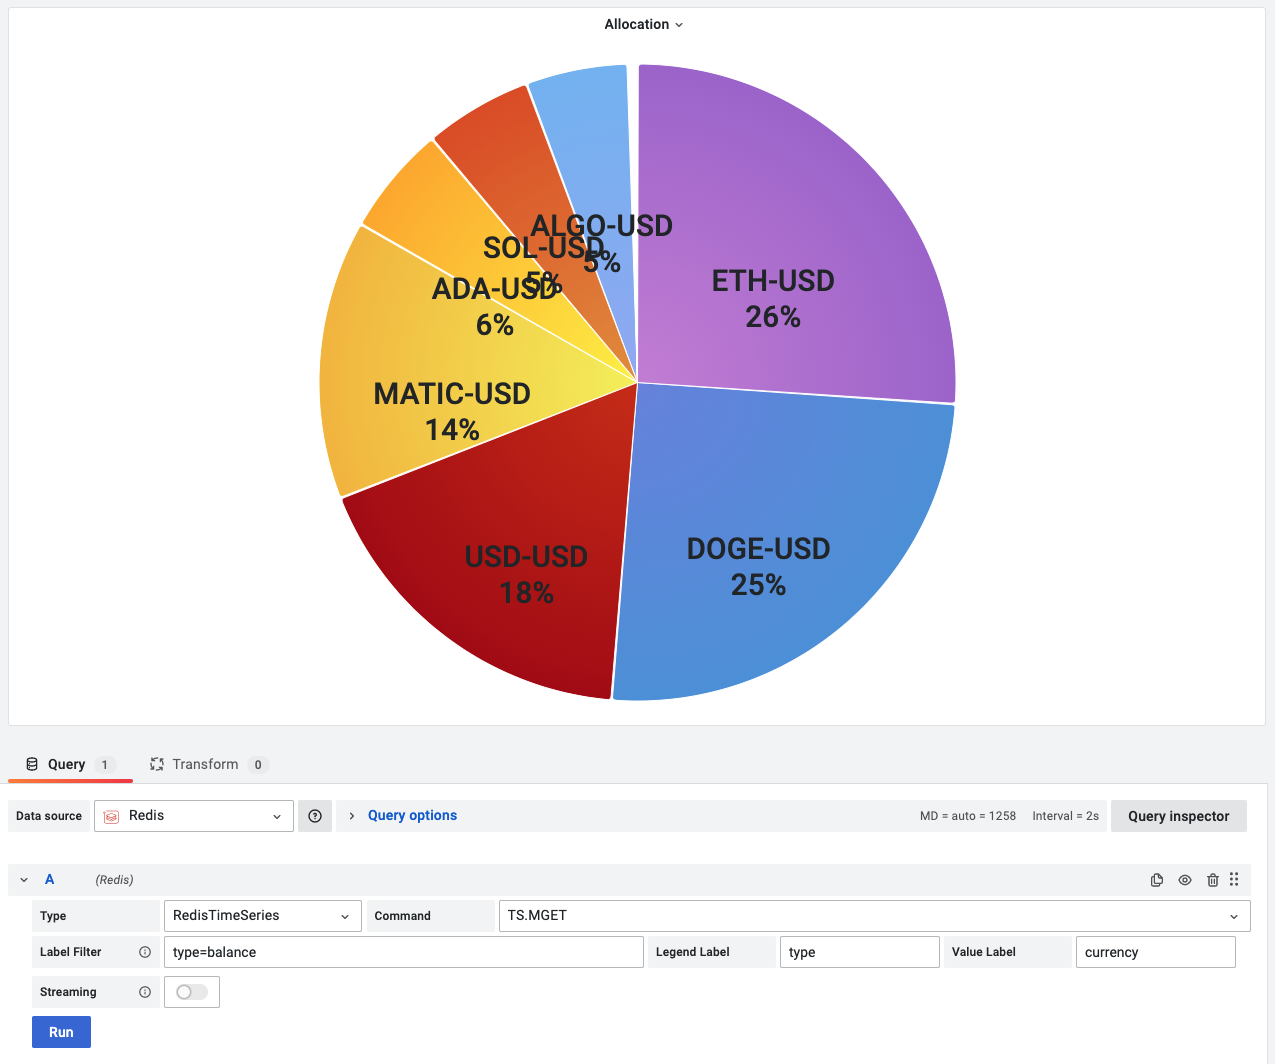 Allocation
ALGO-USD
5%
SOL-USD
5%
ADA-USD
6%
ETH-USD
26%
MATIC-USD
14%
USD-USD
18%
DOGE-USD
25%
Query 1 Transform 0
Data source Redis Query options MD = auto = 1258 Interval = 2s Query inspector
A (Redis)
Type RedisTimeSeries Command TS.MGET
Label Filter type=balance Legend Label type Value Label currency
Streaming
Run